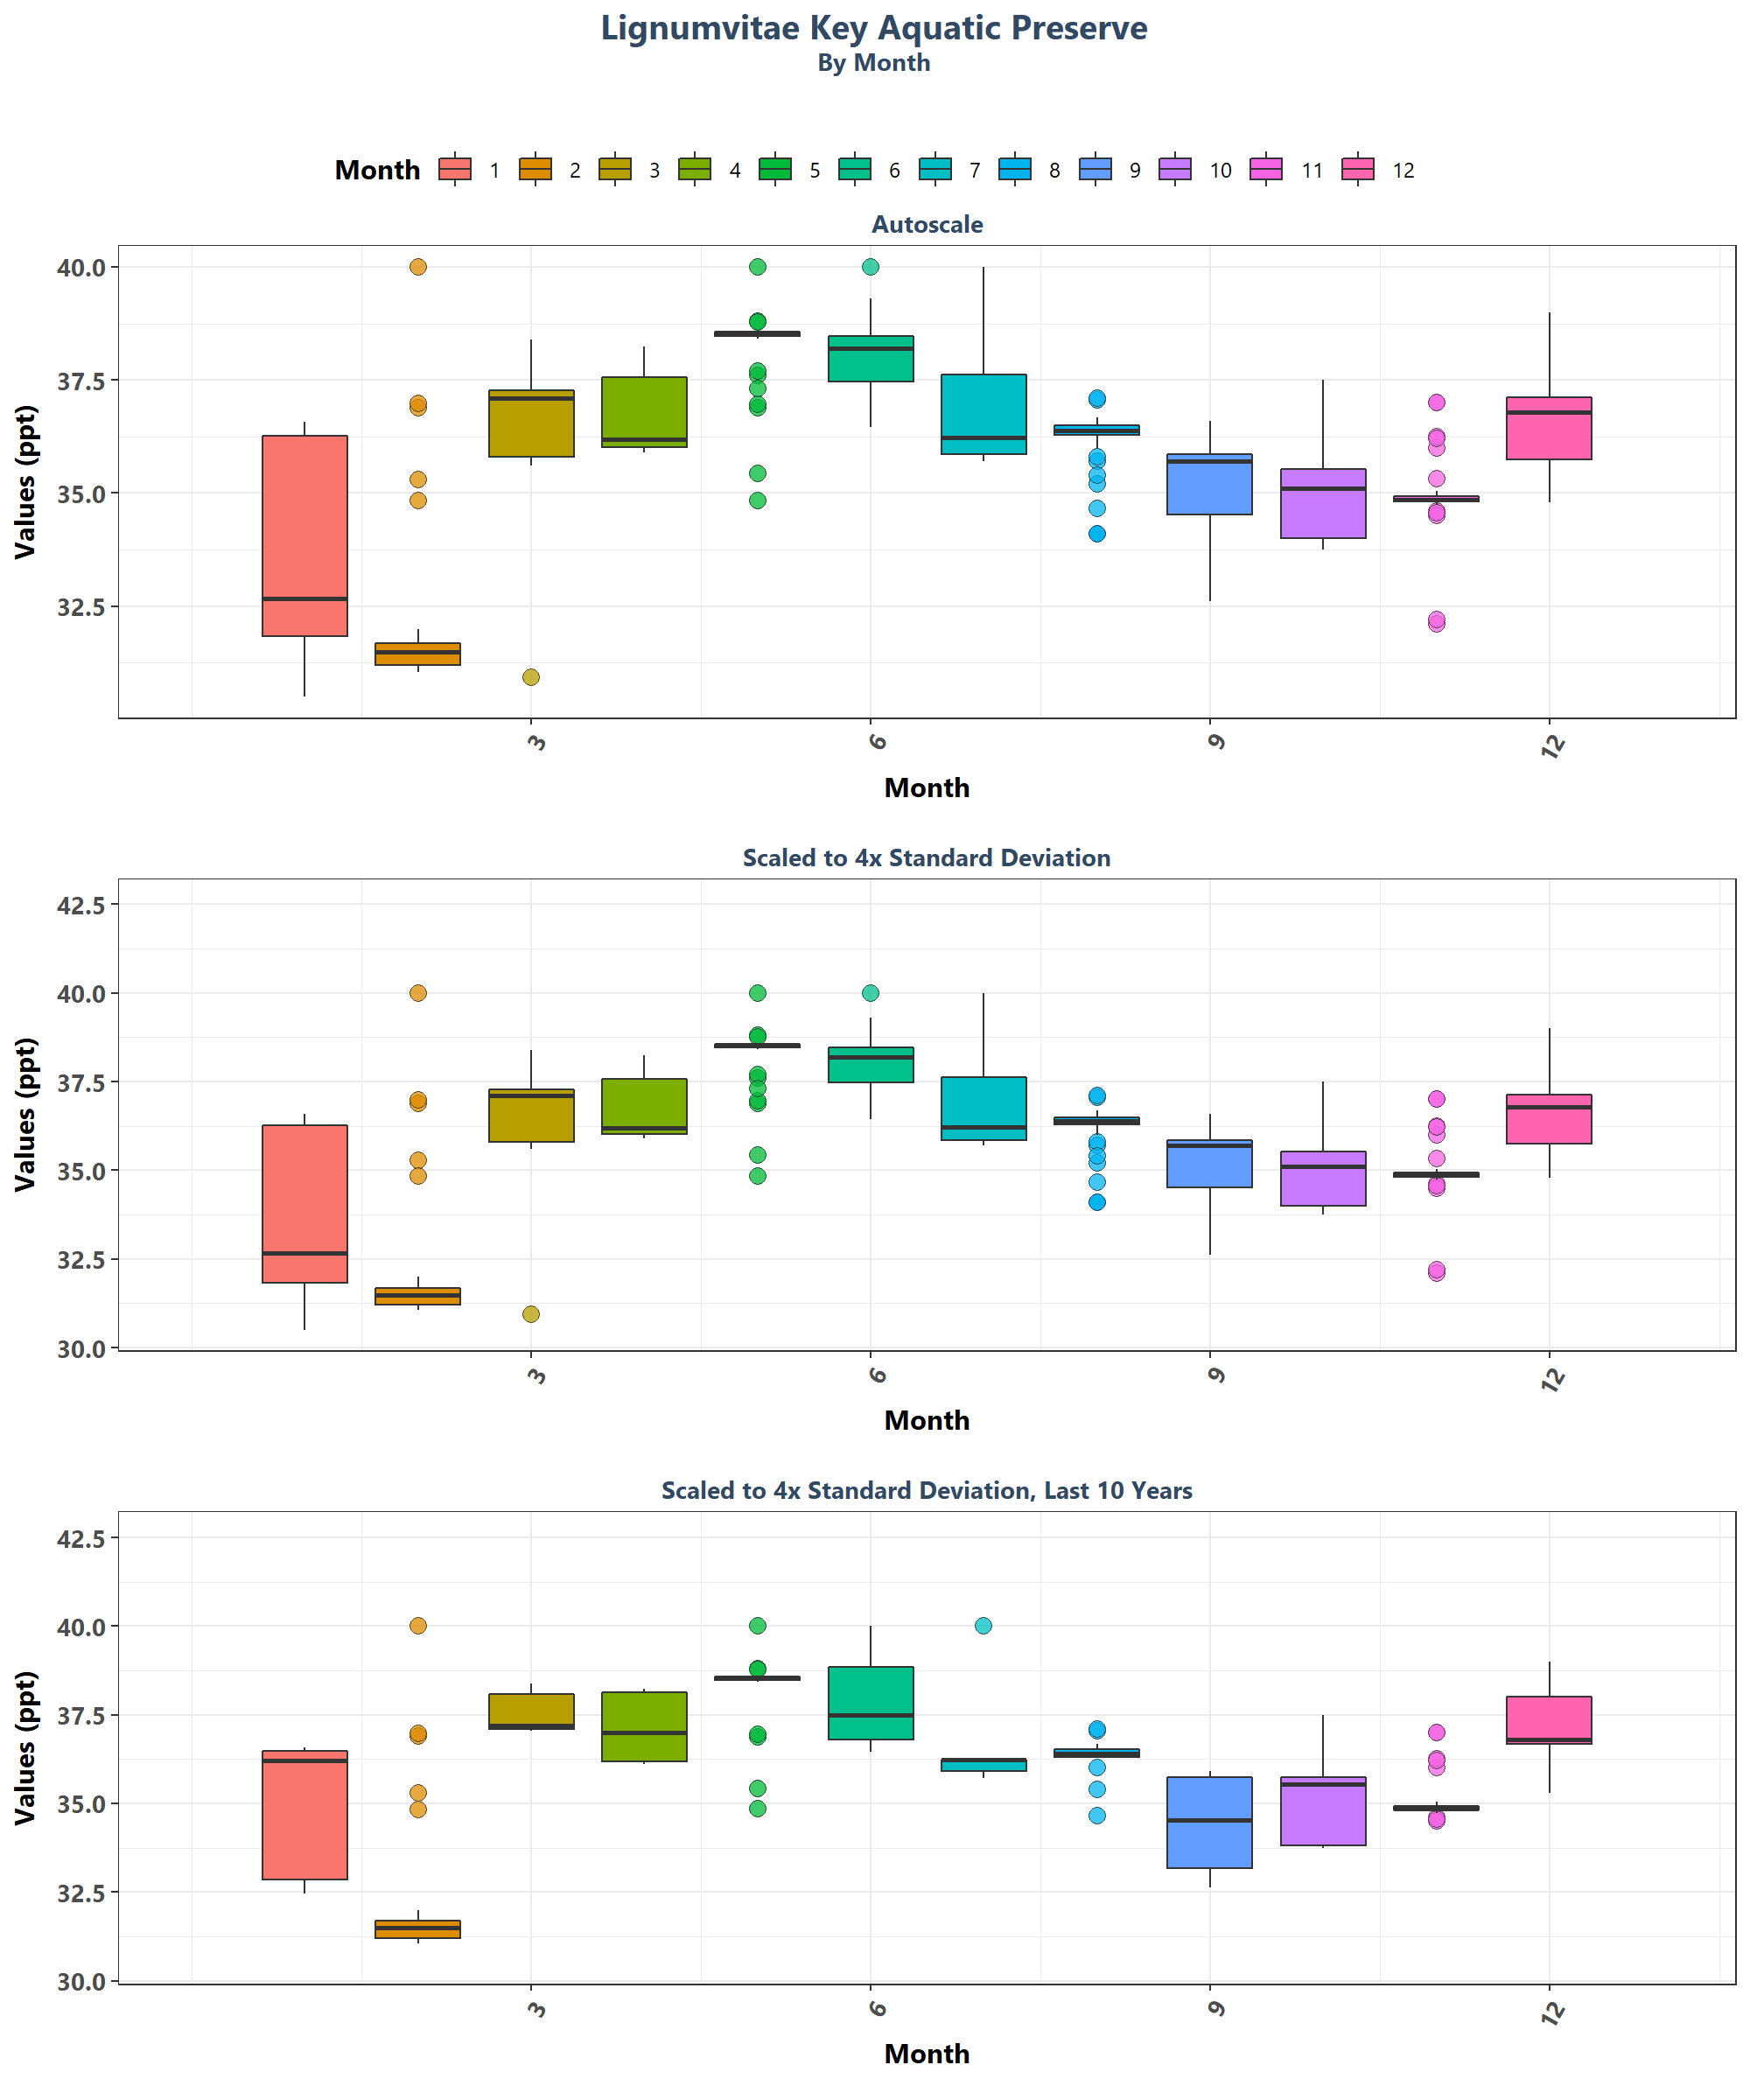 Lignumvitae Key Aquatic Preserve
By Month
Month 1 2 3 4 5 6 7 8 9 10 11 12
Autoscale
Values (ppt)
40.0
37.5
35.0
32.5
3 6 9 12
Month
Scaled to 4x Standard Deviation
Values (ppt)
42.5
40.0
37.5
35.0
32.5
30.0
3 6 9 12
Month
Scaled to 4x Standard Deviation, Last 10 Years
Values (ppt)
42.5
40.0
37.5
35.0
32.5
30.0
3 6 9 12
Month